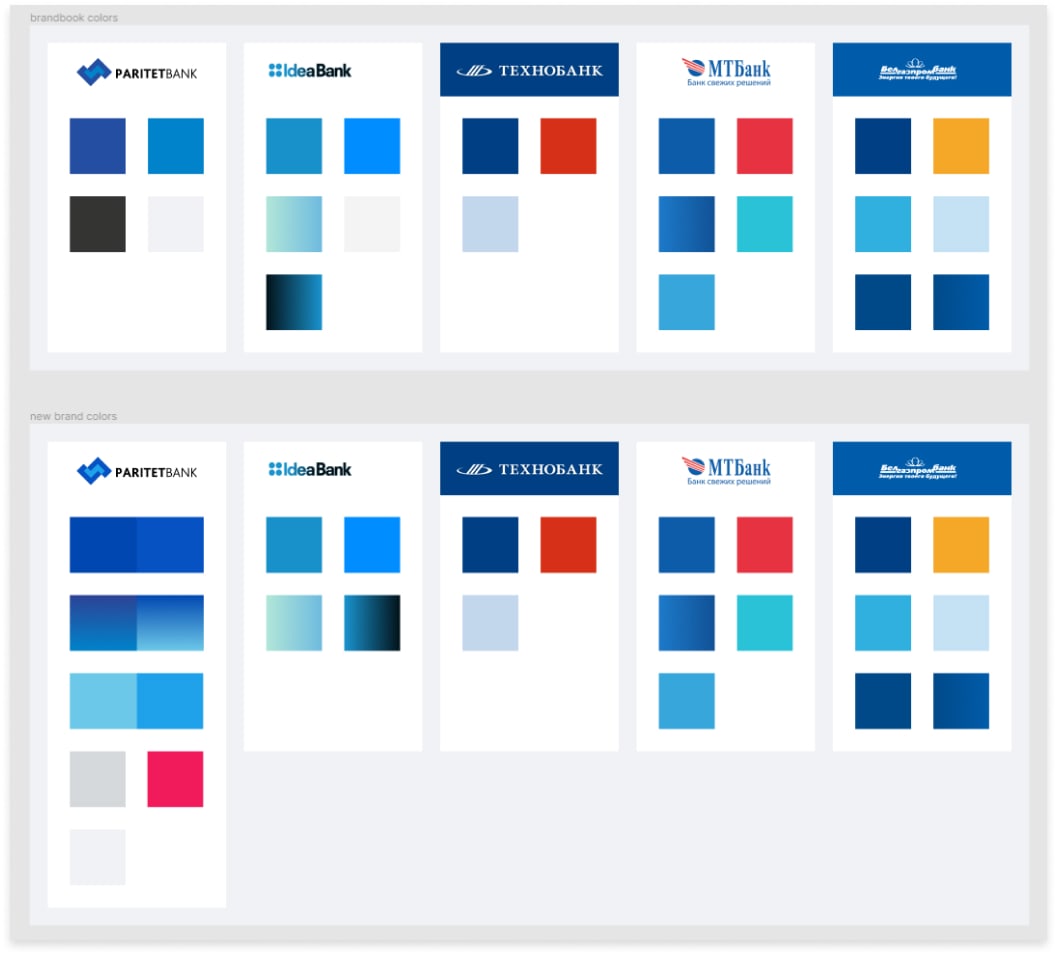 brandbook colors
PARITETBANK
IdeaBank
ТЕХНОБАНК
МТБанк
Банк свежих решений
БелгазпромБанк
Энергия твоего будущего!
new brand colors
PARITETBANK
IdeaBank
ТЕХНОБАНК
МТБанк
Банк свежих решений
БелгазпромБанк
Энергия твоего будущего!